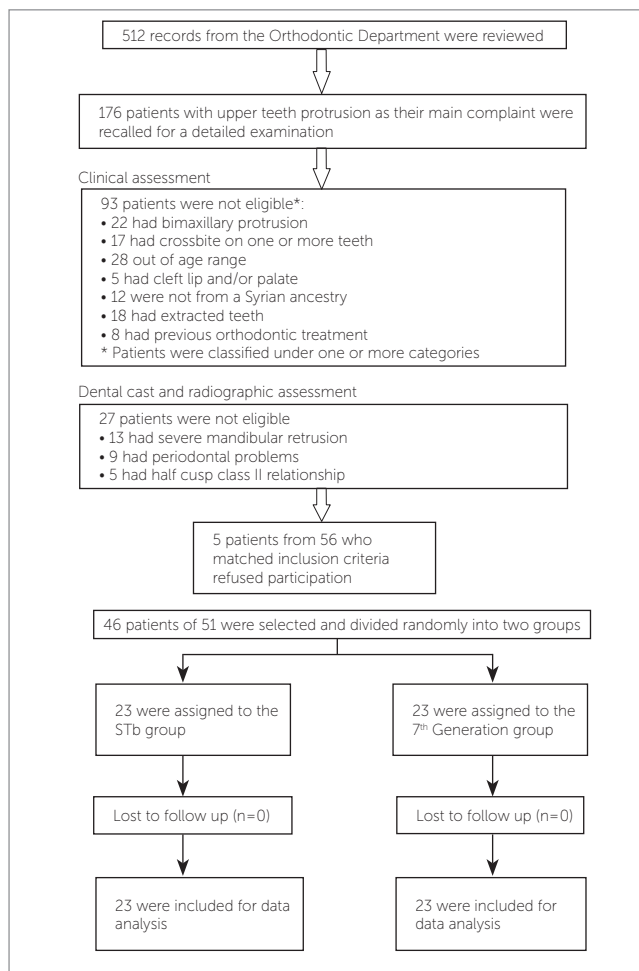 512 records from the Orthodontic Department were reviewed
176 patients with upper teeth protrusion as their main complaint were
recalled for a detailed examination
Clinical assessment
93 patients were not eligible*:
• 22 had bimaxillary protrusion
• 17 had crossbite on one or more teeth
• 28 out of age range
• 5 had cleft lip and/or palate
• 12 were not from a Syrian ancestry
• 18 had extracted teeth
• 8 had previous orthodontic treatment
* Patients were classified under one or more categories
Dental cast and radiographic assessment
27 patients were not eligible
• 13 had severe mandibular retrusion
• 9 had periodontal problems
• 5 had half cusp class II relationship
5 patients from 56 who
matched inclusion criteria
refused participation
46 patients of 51 were selected and divided randomly into two groups
23 were assigned to the
STb group
23 were assigned to the
7th Generation group
Lost to follow up (n=0)
Lost to follow up (n=0)
23 were included for data
analysis
23 were included for
data analysis